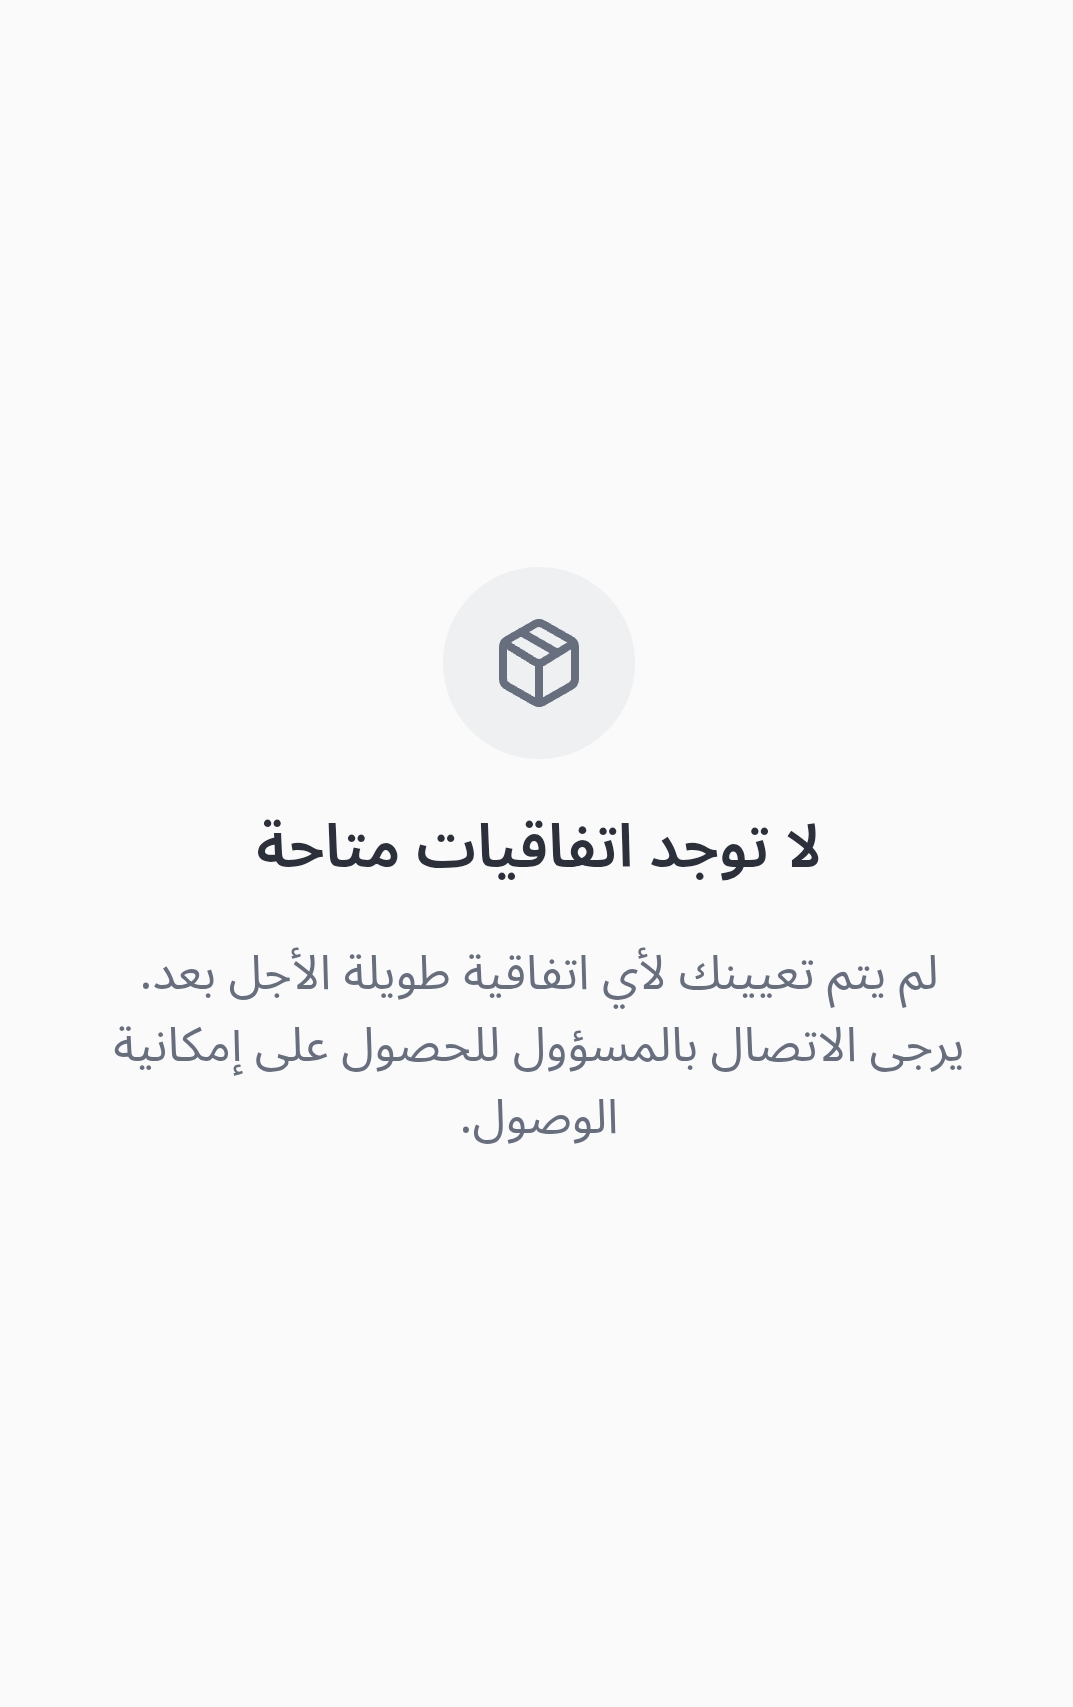 لا توجد اتفاقيات متاحة
لم يتم تعيينك لأي اتفاقية طويلة الأجل بعد.
يرجى الاتصال بالمسؤول للحصول على إمكانية
الوصول.